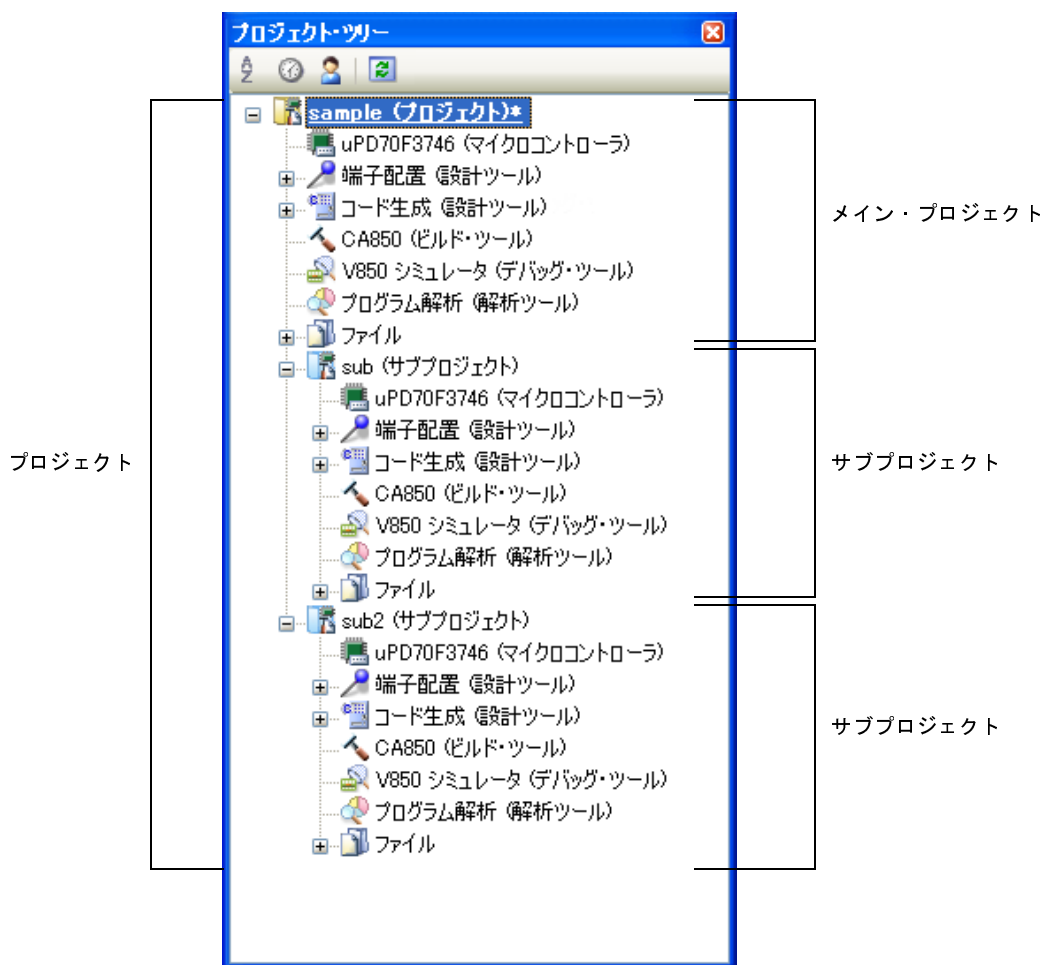 プロジェクト・ツリー
sample (プロジェクト)*
uPD70F3746 (マイクロコントローラ)
端子配置 (設計ツール)
コード生成 (設計ツール)
CA850 (ビルド・ツール)
V850 シミュレータ (デバッグ・ツール)
プログラム解析 (解析ツール)
ファイル
メイン・プロジェクト
sub (サブプロジェクト)
uPD70F3746 (マイクロコントローラ)
端子配置 (設計ツール)
コード生成 (設計ツール)
CA850 (ビルド・ツール)
V850 シミュレータ (デバッグ・ツール)
プログラム解析 (解析ツール)
ファイル
サブプロジェクト
プロジェクト
sub2 (サブプロジェクト)
uPD70F3746 (マイクロコントローラ)
端子配置 (設計ツール)
コード生成 (設計ツール)
CA850 (ビルド・ツール)
V850 シミュレータ (デバッグ・ツール)
プログラム解析 (解析ツール)
ファイル
サブプロジェクト